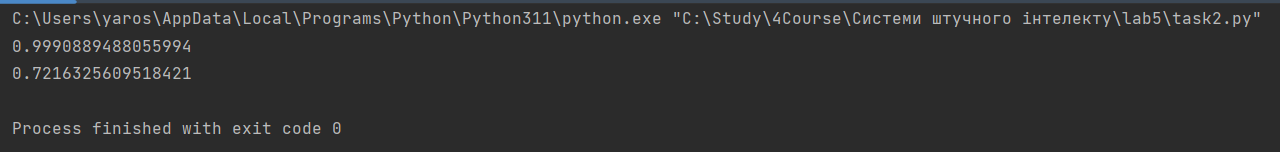 C:\Users\yaros\AppData\Local\Programs\Python\Python311\python.exe "C:\Study\4Course\Системи штучного інтелекту\lab5\task2.py"
0.9990889488055994
0.7216325609518421
Process finished with exit code 0